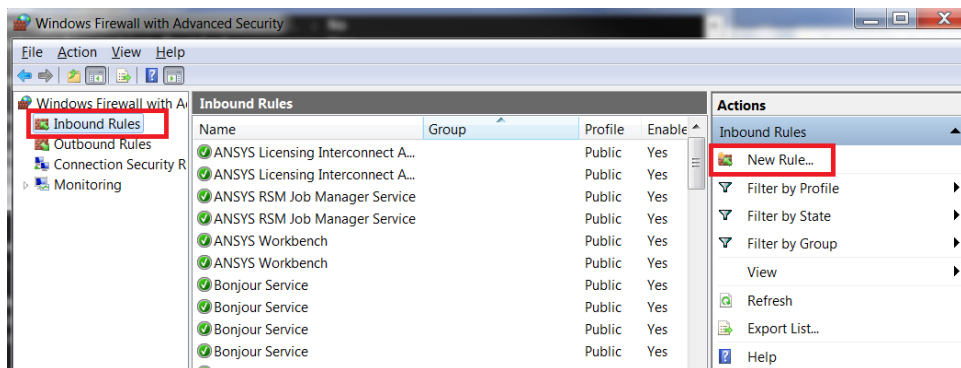 Windows Firewall with Advanced Security
File Action View Help
Windows Firewall with A
Inbound Rules
Outbound Rules
Connection Security R
Monitoring
Inbound Rules
Name Group Profile Enable
ANSYS Licensing Interconnect A... Public Yes
ANSYS Licensing Interconnect A... Public Yes
ANSYS RSM Job Manager Service Public Yes
ANSYS RSM Job Manager Service Public Yes
ANSYS Workbench Public Yes
ANSYS Workbench Public Yes
Bonjour Service Public Yes
Bonjour Service Public Yes
Bonjour Service Public Yes
Bonjour Service Public Yes
Actions
Inbound Rules
New Rule...
Filter by Profile
Filter by State
Filter by Group
View
Refresh
Export List...
Help